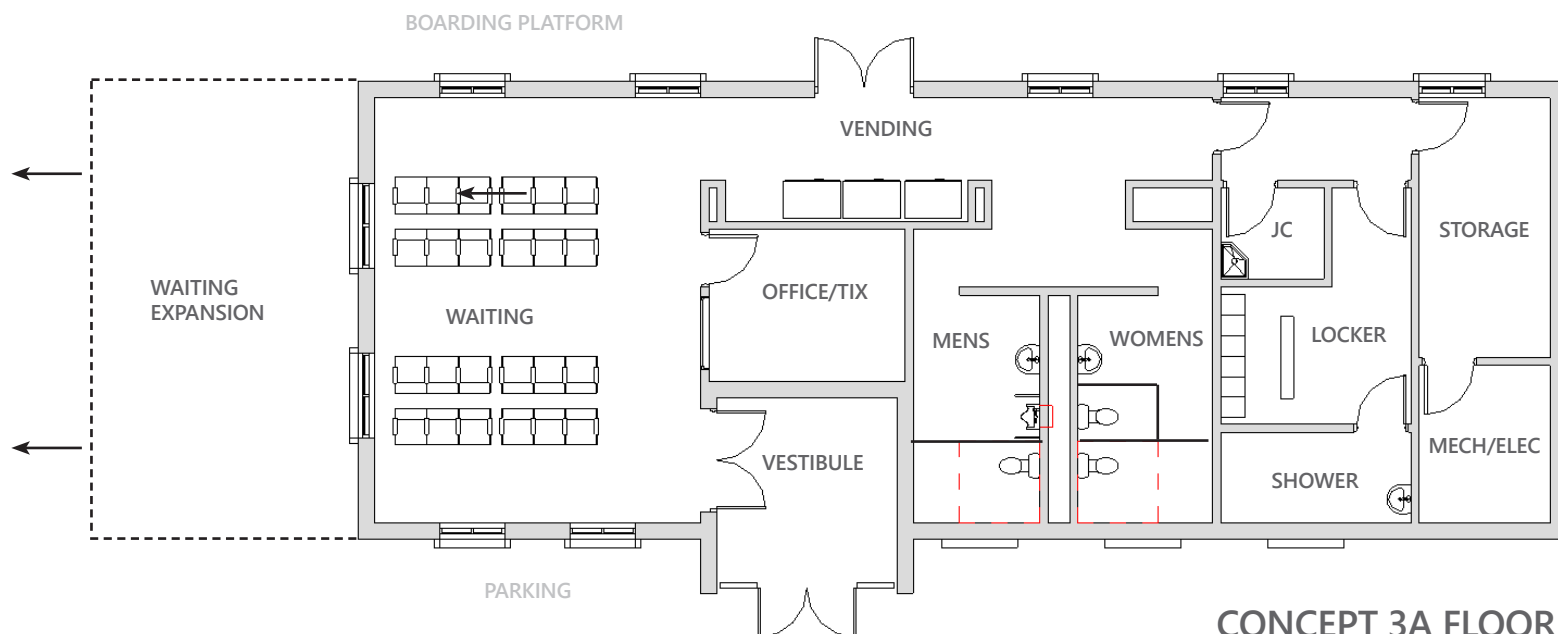 BOARDING PLATFORM
VENDING
JC
STORAGE
WAITING
EXPANSION
OFFICE/TIX
WAITING
MENS
WOMENS
LOCKER
VESTIBULE
MECH/ELEC
SHOWER
PARKING
CONCEPT 3A FLOOR